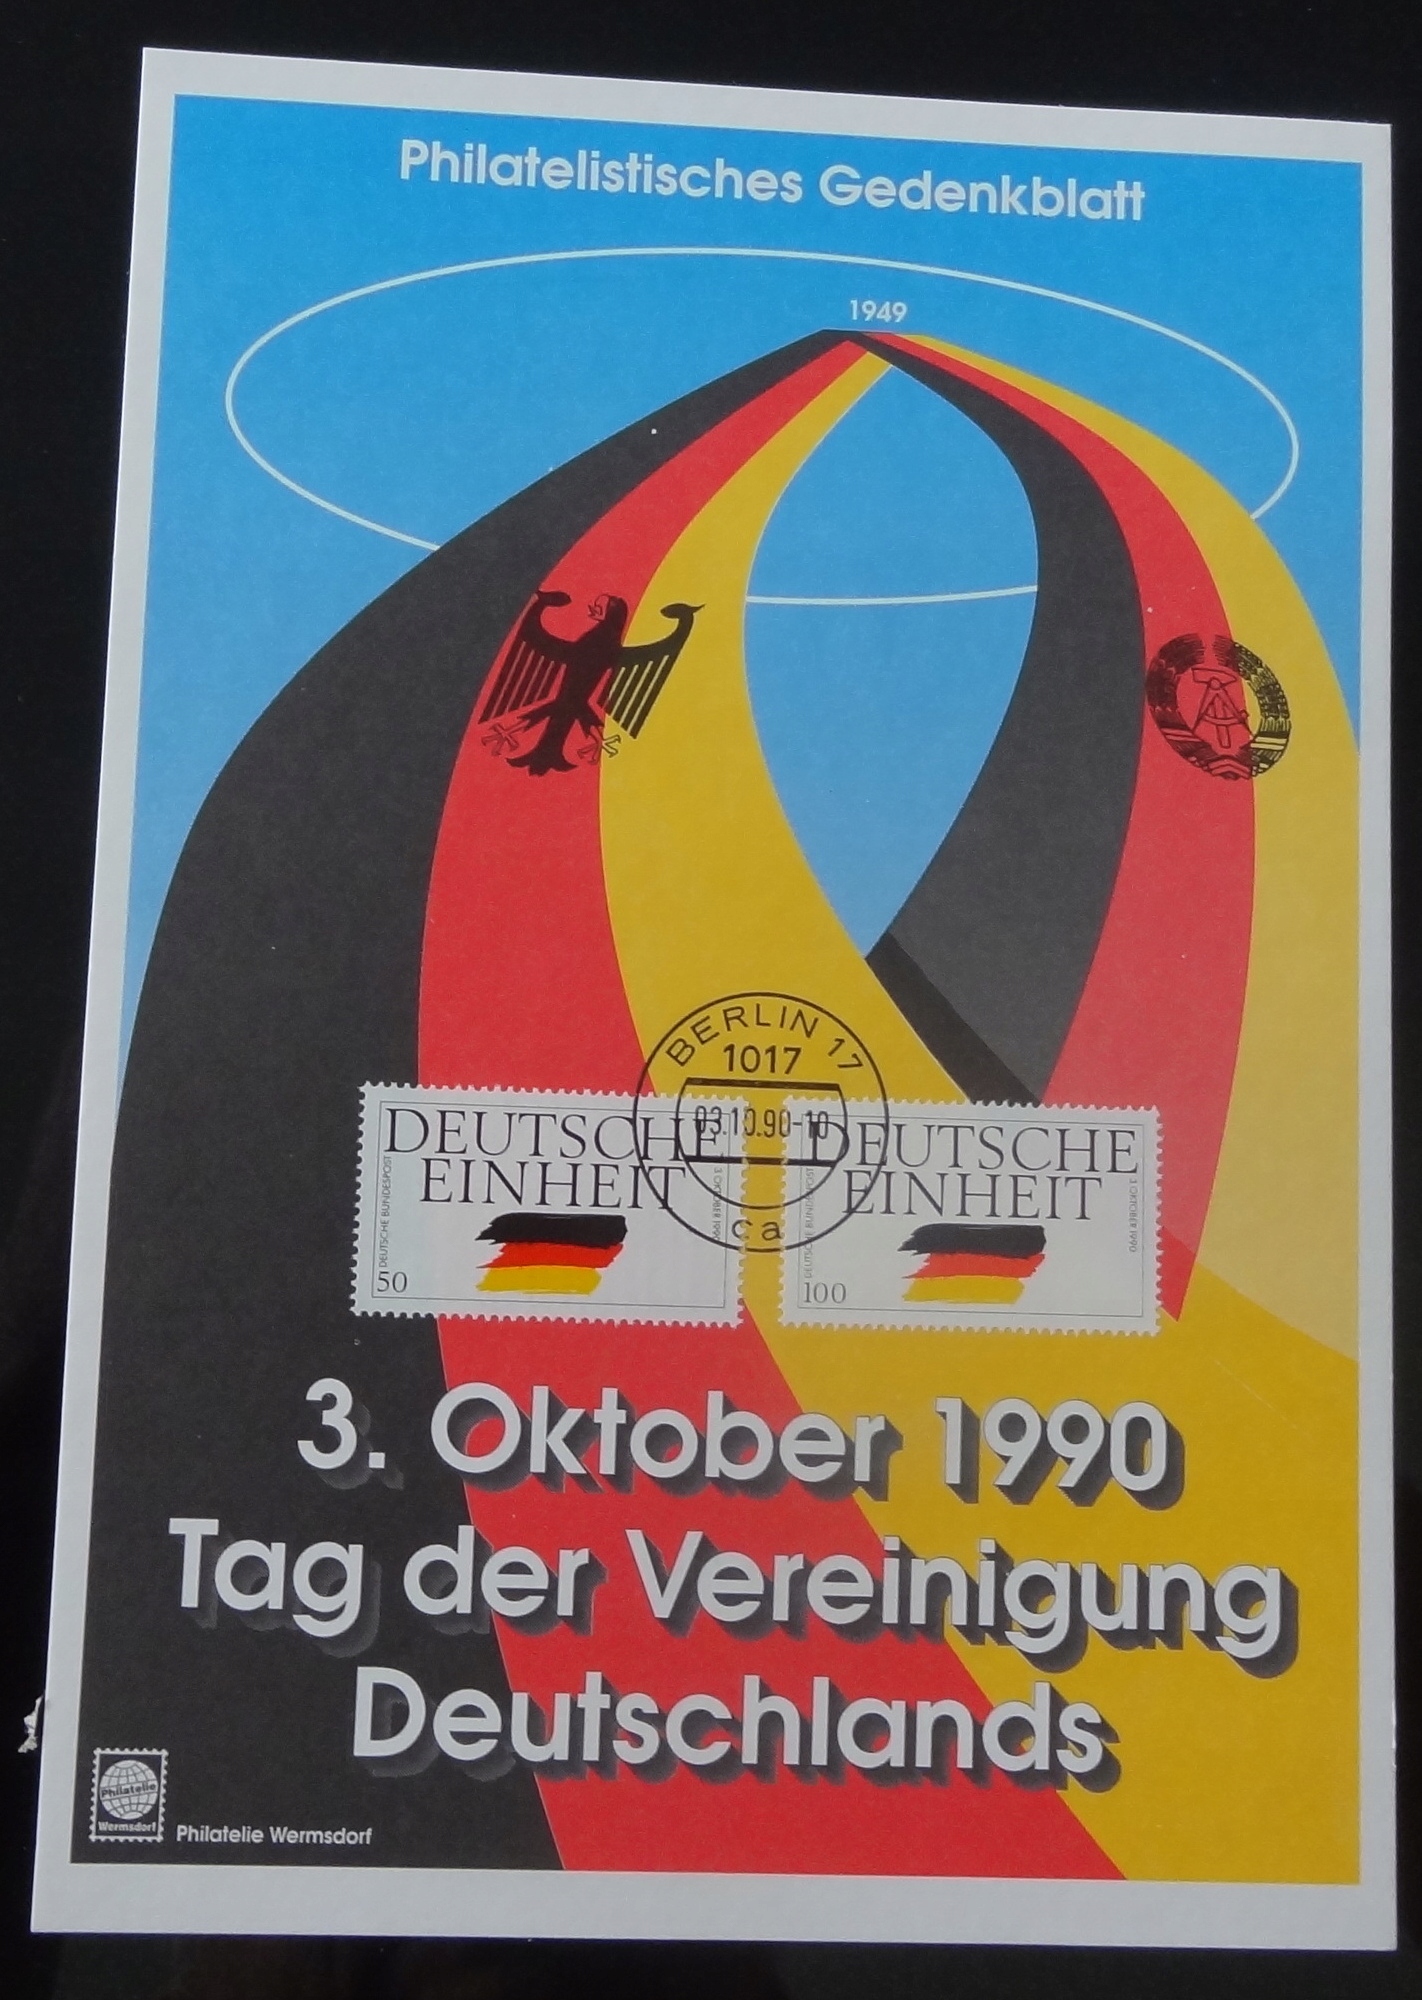 Philatelistisches Gedenkblatt
1949
BERLIN 17
1017
03.10.90-10
ca
DEUTSCHE
EINHEIT
DEUTSCHE BUNDESPOST
3. OKTOBER 1990
50
DEUTSCHE
EINHEIT
DEUTSCHE BUNDESPOST
3. OKTOBER 1990
100
3. Oktober 1990
Tag der Vereinigung
Deutschlands
Philatelie
Wermsdorf
Philatelie Wermsdorf